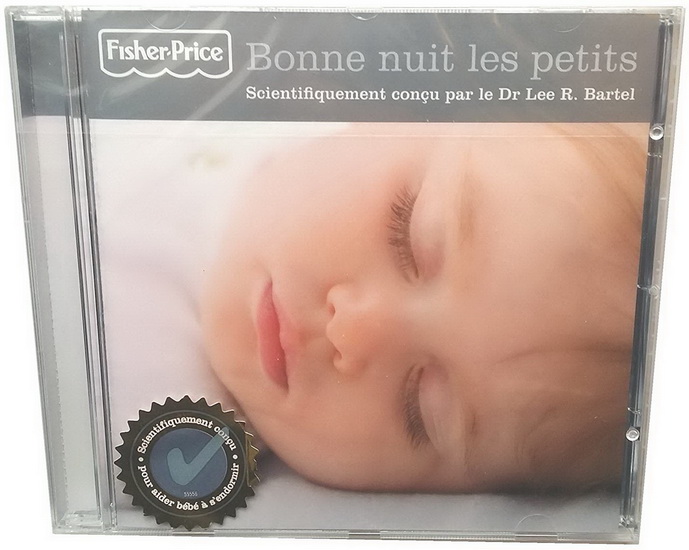 Fisher-Price
Bonne nuit les petits
Scientifiquement conçu par le Dr Lee R. Bartel
Scientifiquement conçu
pour aider bébé à s'endormir